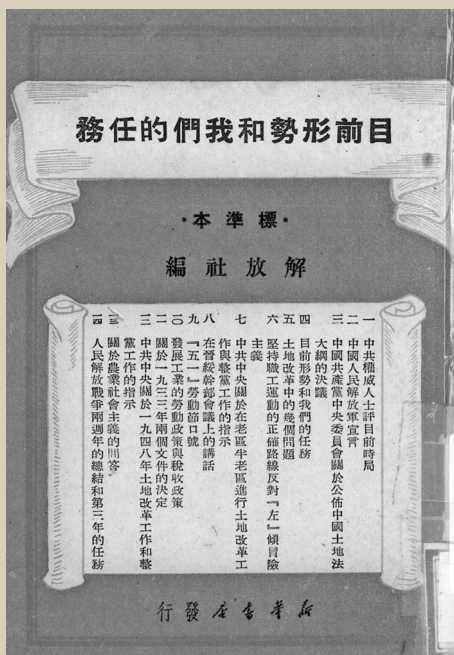 目前形勢和我們的任務
·標準本·
解放社編
一 中共權威人士評目前時局
二 中國人民解放軍宣言
三 中國共產黨中央委員會關於公佈中國土地法
大綱的決議
四 目前形勢和我們的任務
五 土地改革中的幾個問題
六 堅持職工運動的正確路線反對『左』傾冒險
主義
七 中共中央關於在老區半老區進行土地改革工
作與整黨工作的指示
八 在晉綏幹部會議上的講話
九 『五一』勞動節口號
一〇 發展工業的勞動政策與稅收政策
一一 關於一九三三年兩個文件的決定
一二 中共中央關於一九四八年土地改革工作和整
黨工作的指示
一三 關於農業社會主義的問答
一四 人民解放戰爭兩週年的總結和第三年的任務
新華書店發行